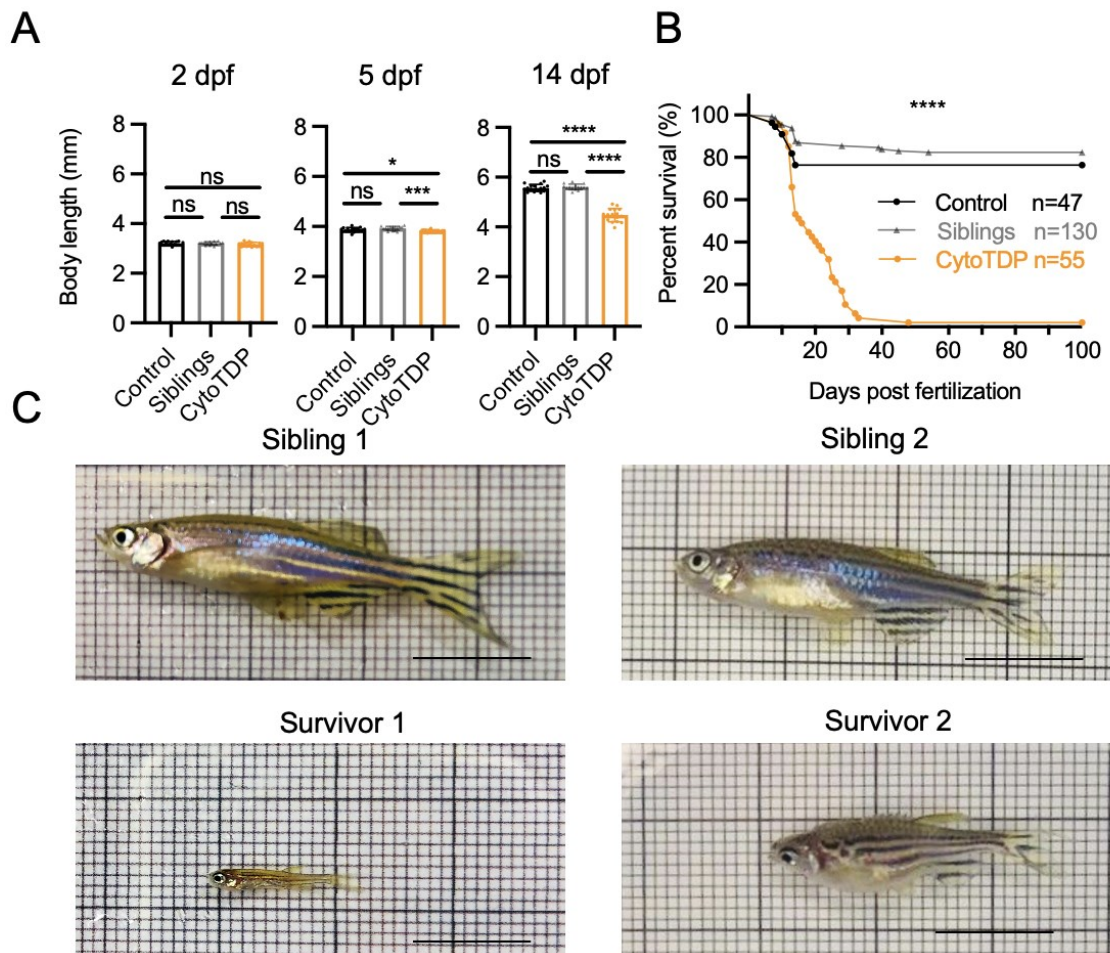 A
B
2 dpf
5 dpf
14 dpf
Body length (mm)
8
6
4
2
0
ns
ns
ns
Control
Siblings
CytoTDP
8
6
4
2
0
*
ns
***
Control
Siblings
CytoTDP
8
6
4
2
0
****
ns
****
Control
Siblings
CytoTDP
Percent survival (%)
100
80
60
40
20
0
****
Control n=47
Siblings n=130
CytoTDP n=55
20 40 60 80 100
Days post fertilization
C
Sibling 1
Sibling 2
Survivor 1
Survivor 2